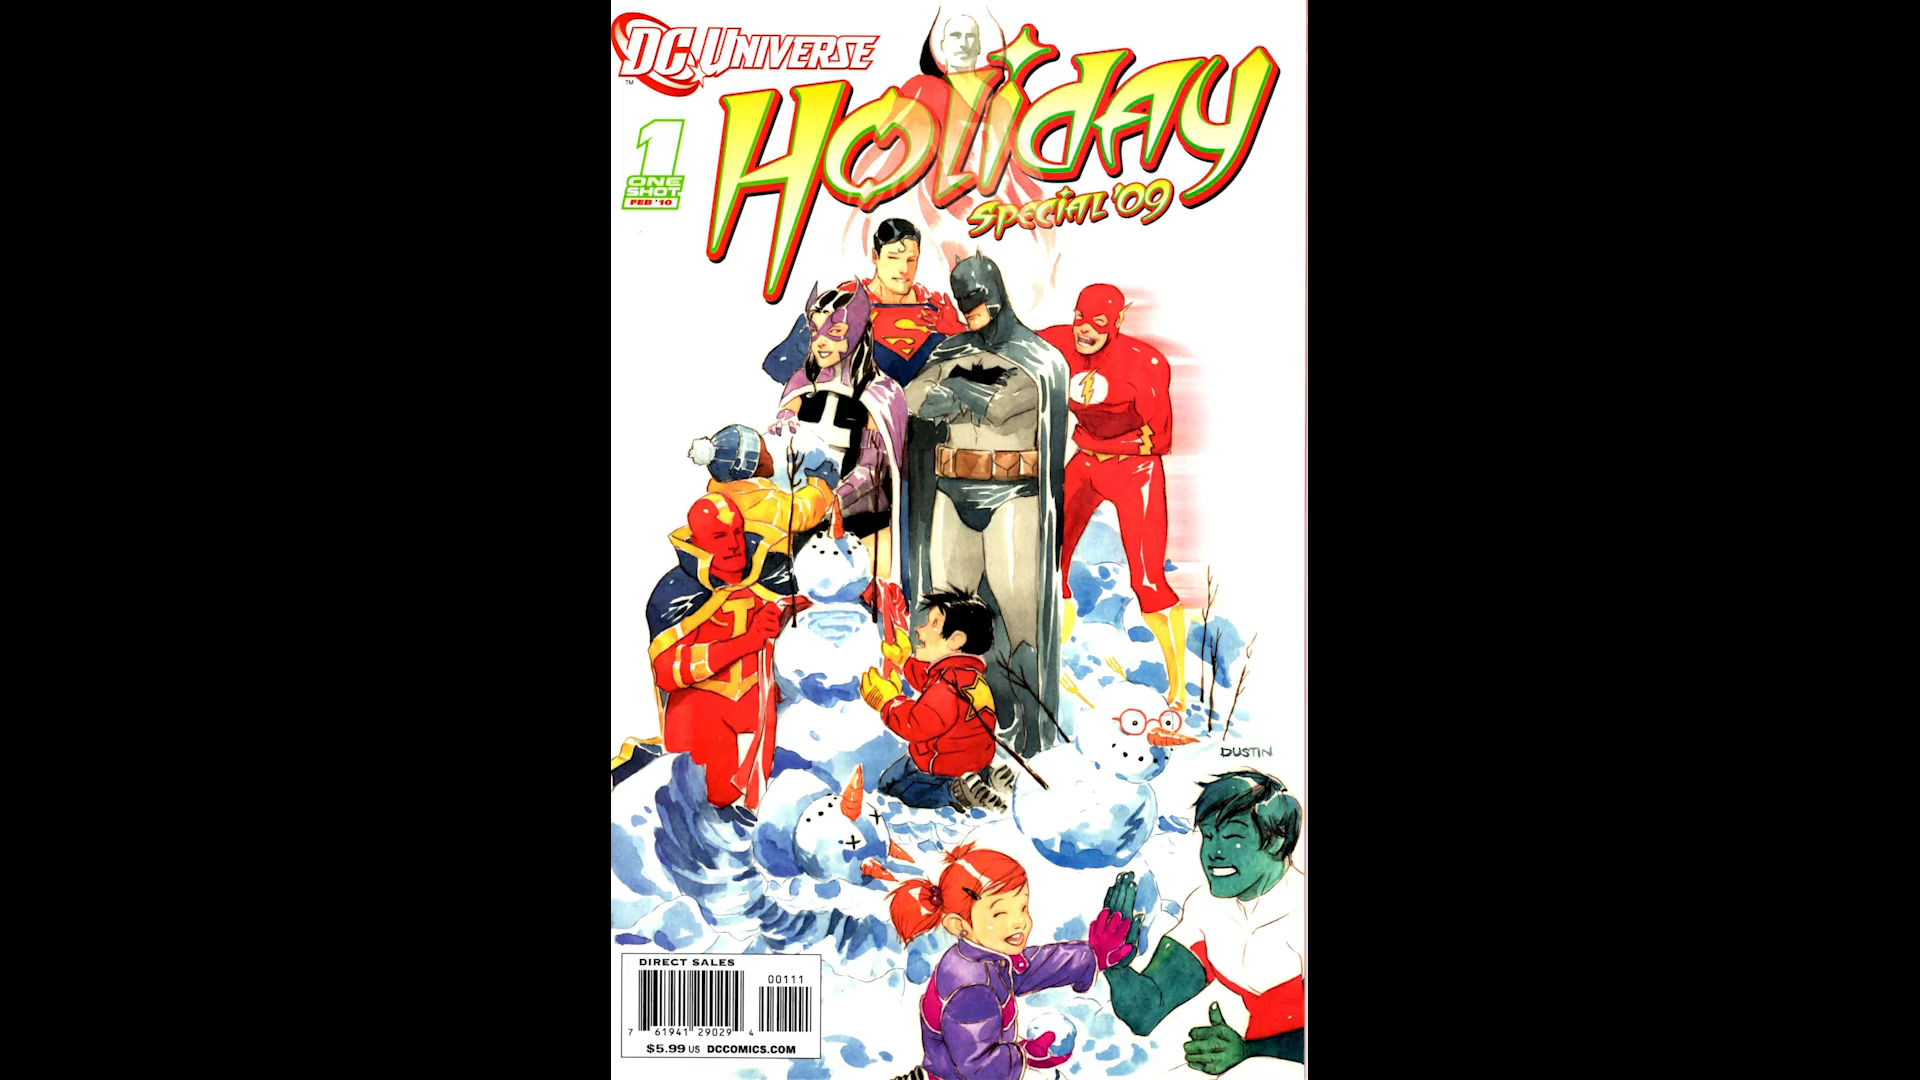 DC UNIVERSE
TM
HOLIDAY
SPECIAL '09
1
ONE
SHOT
FEB '10
DUSTIN
DIRECT SALES
00111
7 61941 29029 4
$5.99 US DCCOMICS.COM